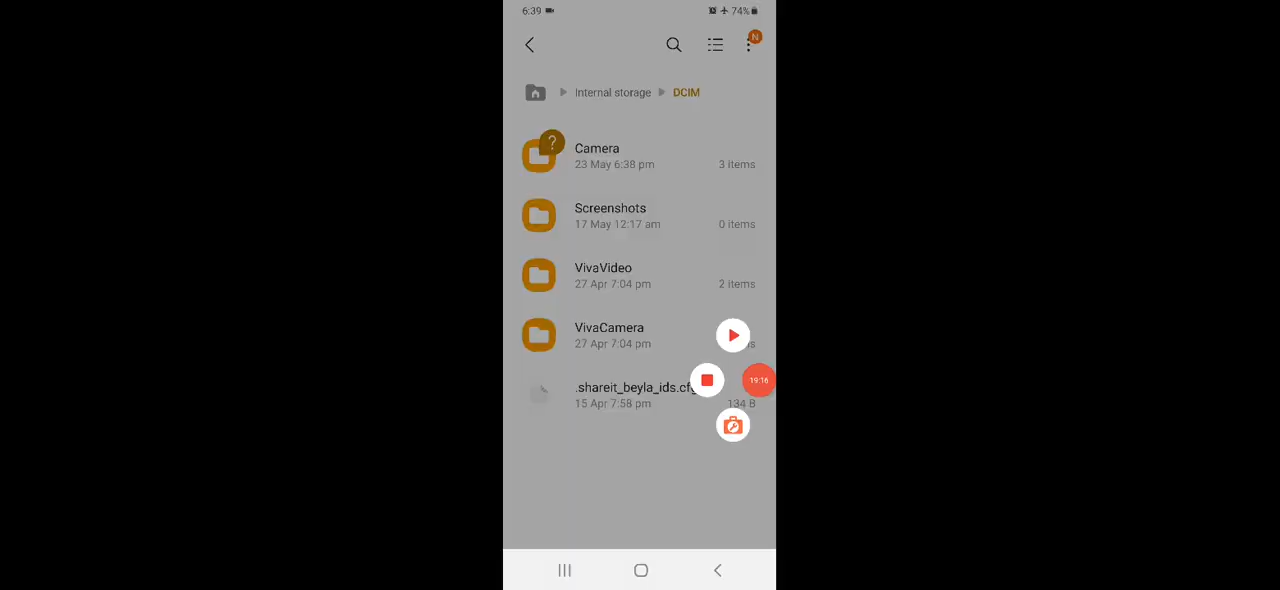 6:39 74%
N
Internal storage DCIM
?
Camera
23 May 6:38 pm 3 items
Screenshots
17 May 12:17 am 0 items
VivaVideo
27 Apr 7:04 pm 2 items
VivaCamera
27 Apr 7:04 pm
19:16
.shareit_beyla_ids.cfg
15 Apr 7:58 pm 134 B